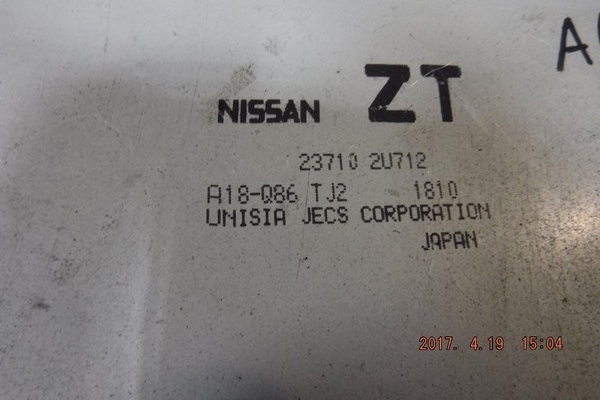 NISSAN ZT
A
23710 2U712
A18-Q86 TJ2 1810
UNISIA JECS CORPORATION
JAPAN
2017. 4.19 15:04